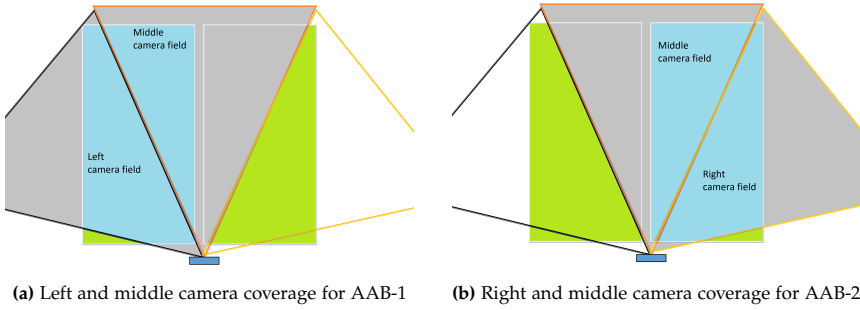 Middle
camera field
Left
camera field
Middle
camera field
Right
camera field
(a) Left and middle camera coverage for AAB-1
(b) Right and middle camera coverage for AAB-2